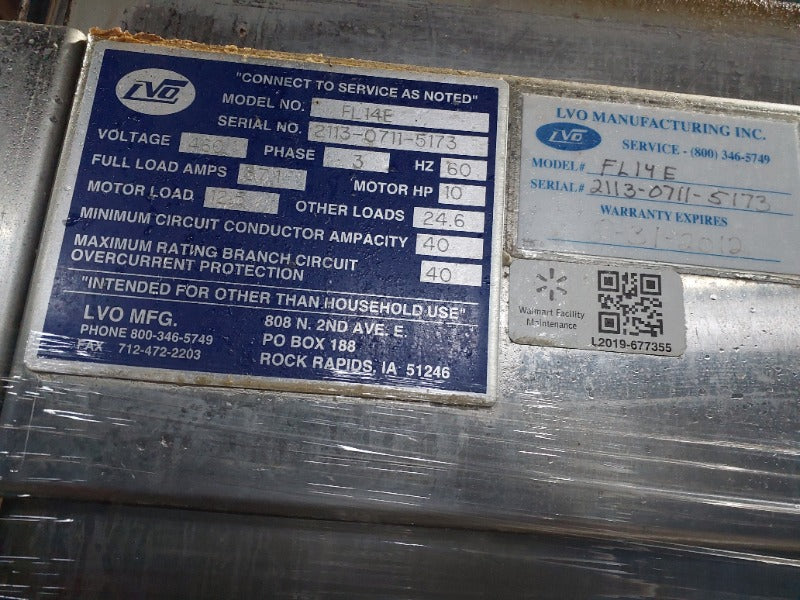 LVO
"CONNECT TO SERVICE AS NOTED"
MODEL NO. FL14E
SERIAL NO. 2113-0711-5173
VOLTAGE 460 PHASE 3 HZ 60
FULL LOAD AMPS MOTOR HP 10
MOTOR LOAD OTHER LOADS 24.6
MINIMUM CIRCUIT CONDUCTOR AMPACITY 40
MAXIMUM RATING BRANCH CIRCUIT
OVERCURRENT PROTECTION 40
"INTENDED FOR OTHER THAN HOUSEHOLD USE"
LVO MFG.
PHONE 800-346-5749
FAX 712-472-2203
808 N. 2ND AVE. E.
PO BOX 188
ROCK RAPIDS, IA 51246
LVO MANUFACTURING INC.
LVO
SERVICE - (800) 346-5749
MODEL# FL14E
SERIAL# 2113-0711-5173
WARRANTY EXPIRES
-31-2012
Walmart Facility
Maintenance
L2019-677355